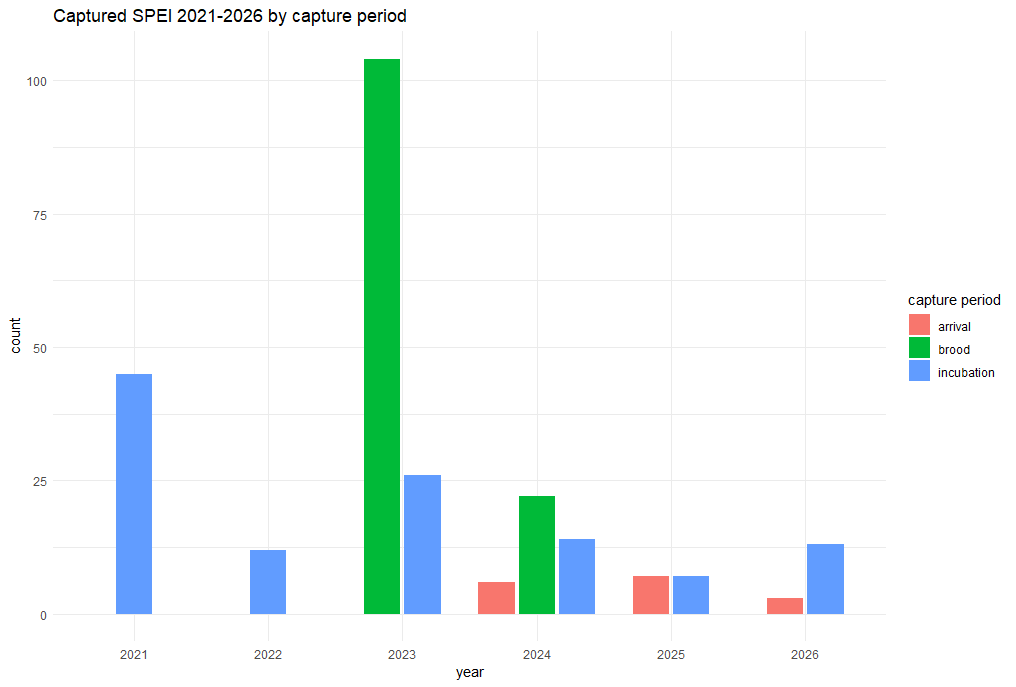 Captured SPEI 2021-2026 by capture period
100
75
50
25
0
count
2021 2022 2023 2024 2025 2026
year
capture period
arrival
brood
incubation